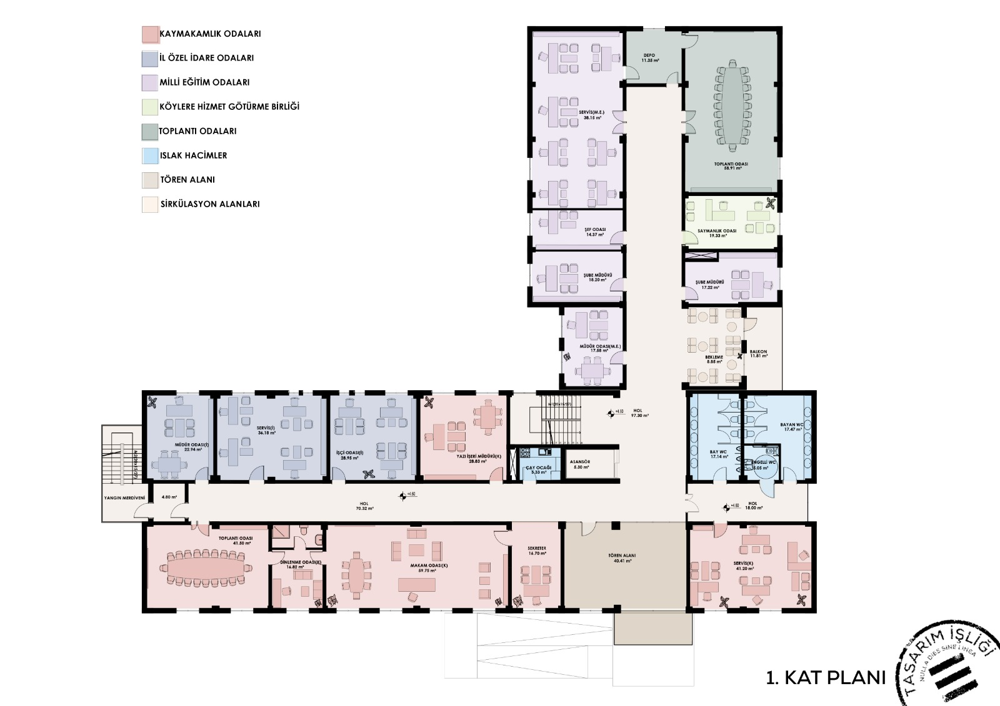 KAYMAKAMLIK ODALARI
İL ÖZEL İDARE ODALARI
MİLLİ EĞİTİM ODALARI
KÖYLERE HİZMET GÖTÜRME BİRLİĞİ
TOPLANTI ODALARI
ISLAK HACİMLER
TÖREN ALANI
SİRKÜLASYON ALANLARI
DEPO
11.35 m²
SERVİS(M.E.)
38.15 m²
TOPLANTI ODASI
58.91 m²
ŞEF ODASI
14.37 m²
SAYMANLIK ODASI
19.33 m²
ŞUBE MÜDÜRÜ
18.20 m²
ŞUBE MÜDÜRÜ
17.22 m²
MÜDÜR ODASI(M.E.)
17.58 m²
BEKLEME
8.85 m²
BALKON
11.81 m²
M1(20x15/27)
+4.60
HOL
97.30 m²
MÜDÜR ODASI(İ)
22.94 m²
SERVİS(İ)
36.18 m²
İŞÇİ ODASI(İ)
28.95 m²
YAZI İŞERİ MÜDÜRÜ(K)
28.83 m²
ÇAY OCAĞI
5.33 m²
ASANSÖR
5.30 m²
BAY WC
17.14 m²
BAYAN WC
17.47 m²
ENGELLİ WC
5.05 m²
M2(20x15/27)
YANGIN MERDİVENİ
4.80 m²
+4.60
HOL
70.32 m²
+4.60
HOL
18.00 m²
TOPLANTI ODASI
41.50 m²
DİNLENME ODASI(K)
16.82 m²
MAKAM ODASI(K)
59.75 m²
SEKRETER
16.70 m²
TÖREN ALANI
40.41 m²
SERVİS(K)
41.20 m²
1. KAT PLANI
TASARIM İŞLİĞİ
NULLA DIES SINE LINEA